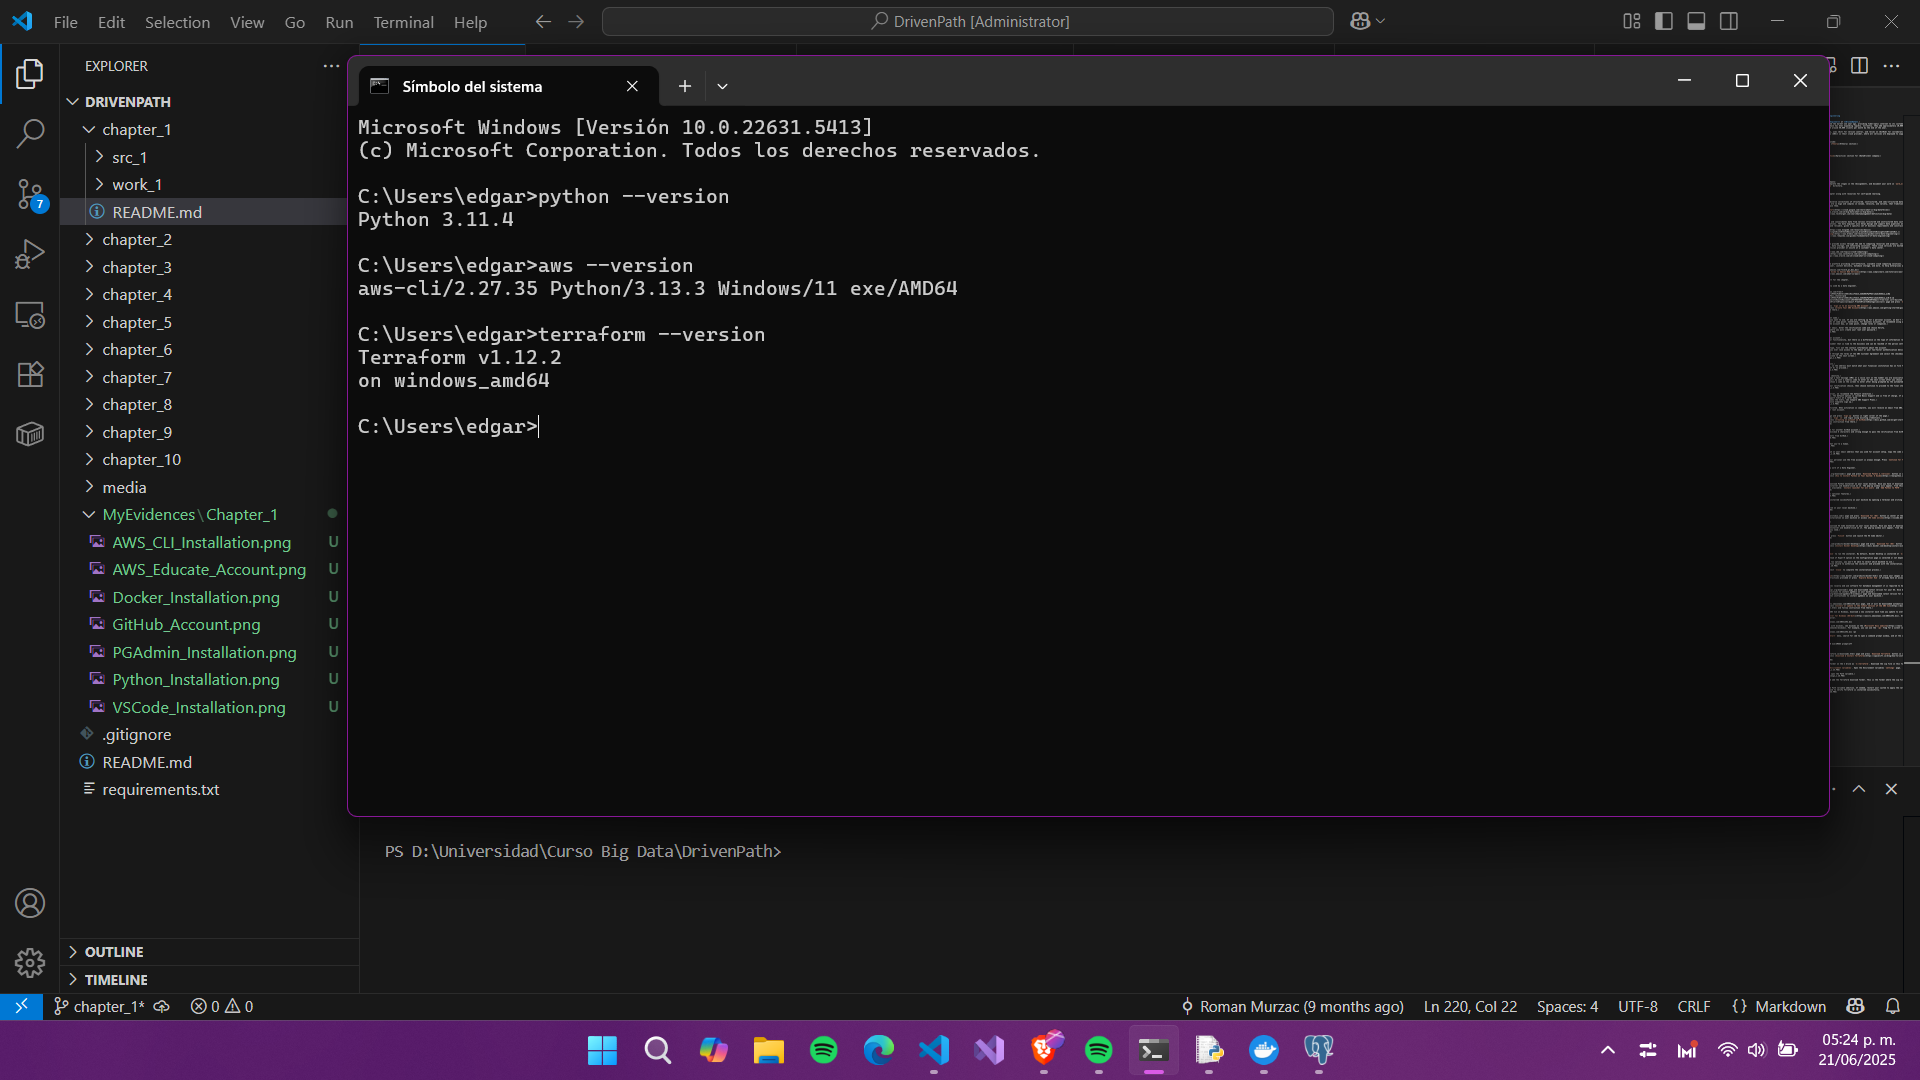 File Edit Selection View Go Run Terminal Help
DrivenPath [Administrator]
EXPLORER
DRIVENPATH
chapter_1
src_1
work_1
README.md
chapter_2
chapter_3
chapter_4
chapter_5
chapter_6
chapter_7
chapter_8
chapter_9
chapter_10
media
MyEvidences\Chapter_1
AWS_CLI_Installation.png U
AWS_Educate_Account.png U
Docker_Installation.png U
GitHub_Account.png U
PGAdmin_Installation.png U
Python_Installation.png U
VSCode_Installation.png U
.gitignore
README.md
requirements.txt
OUTLINE
TIMELINE
7
Símbolo del sistema
Microsoft Windows [Versión 10.0.22631.5413]
(c) Microsoft Corporation. Todos los derechos reservados.
C:\Users\edgar>python --version
Python 3.11.4
C:\Users\edgar>aws --version
aws-cli/2.27.35 Python/3.13.3 Windows/11 exe/AMD64
C:\Users\edgar>terraform --version
Terraform v1.12.2
on windows_amd64
C:\Users\edgar>
PS D:\Universidad\Curso Big Data\DrivenPath>
chapter_1* 0 0
Roman Murzac (9 months ago) Ln 220, Col 22 Spaces: 4 UTF-8 CRLF {} Markdown
05:24 p. m.
21/06/2025